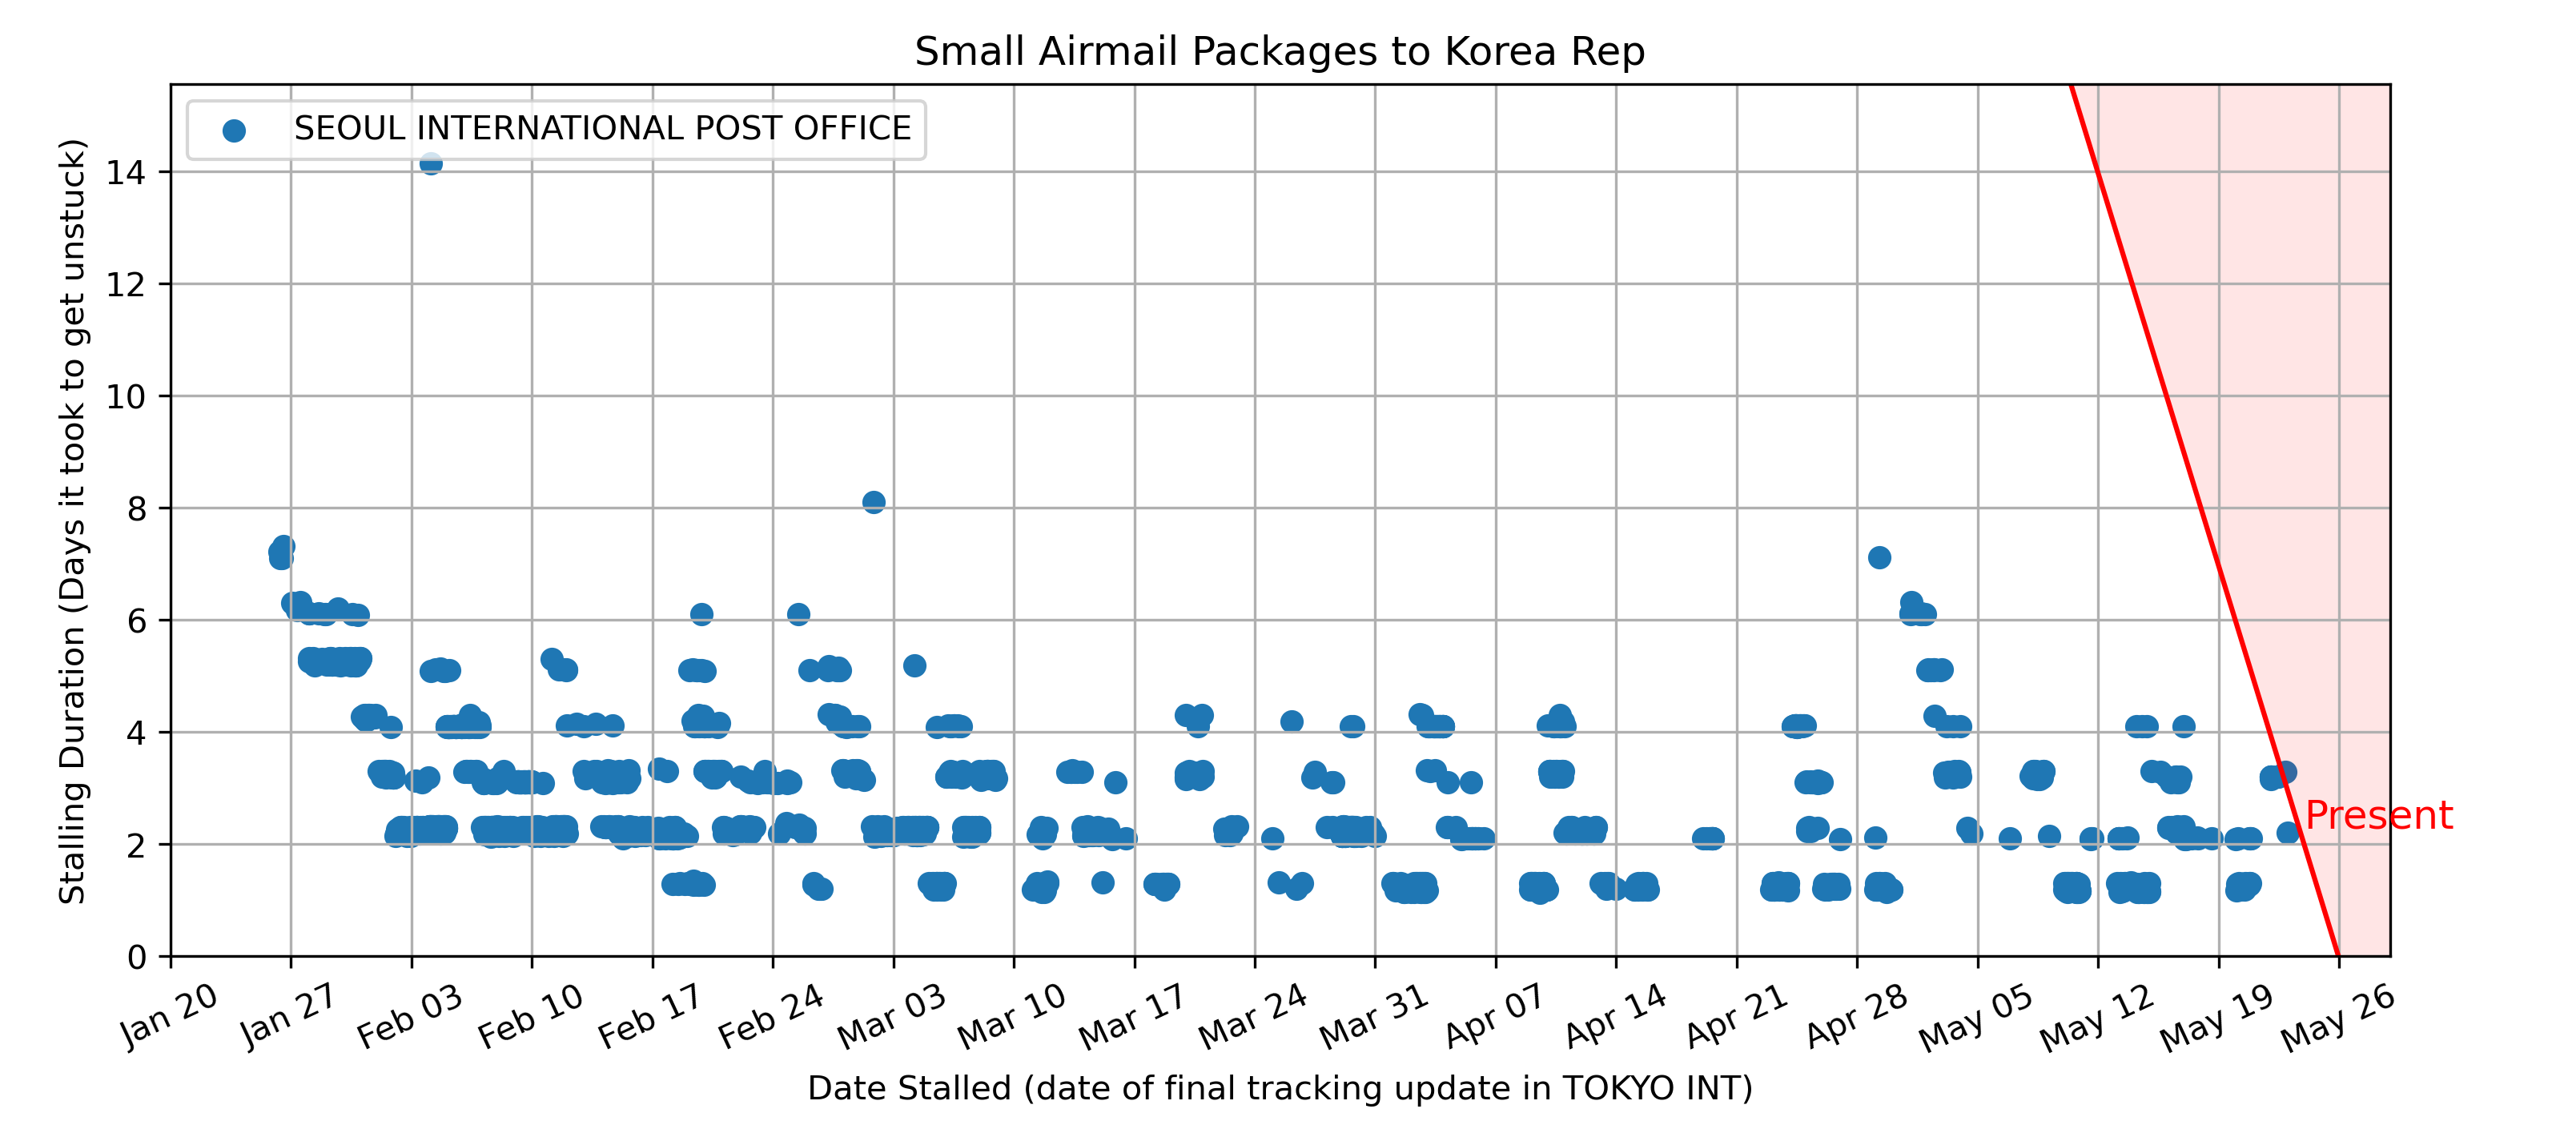 Small Airmail Packages to Korea Rep
SEOUL INTERNATIONAL POST OFFICE
Stalling Duration (Days it took to get unstuck)
14
12
10
8
6
4
2
0
Present
Jan 20
Jan 27
Feb 03
Feb 10
Feb 17
Feb 24
Mar 03
Mar 10
Mar 17
Mar 24
Mar 31
Apr 07
Apr 14
Apr 21
Apr 28
May 05
May 12
May 19
May 26
Date Stalled (date of final tracking update in TOKYO INT)